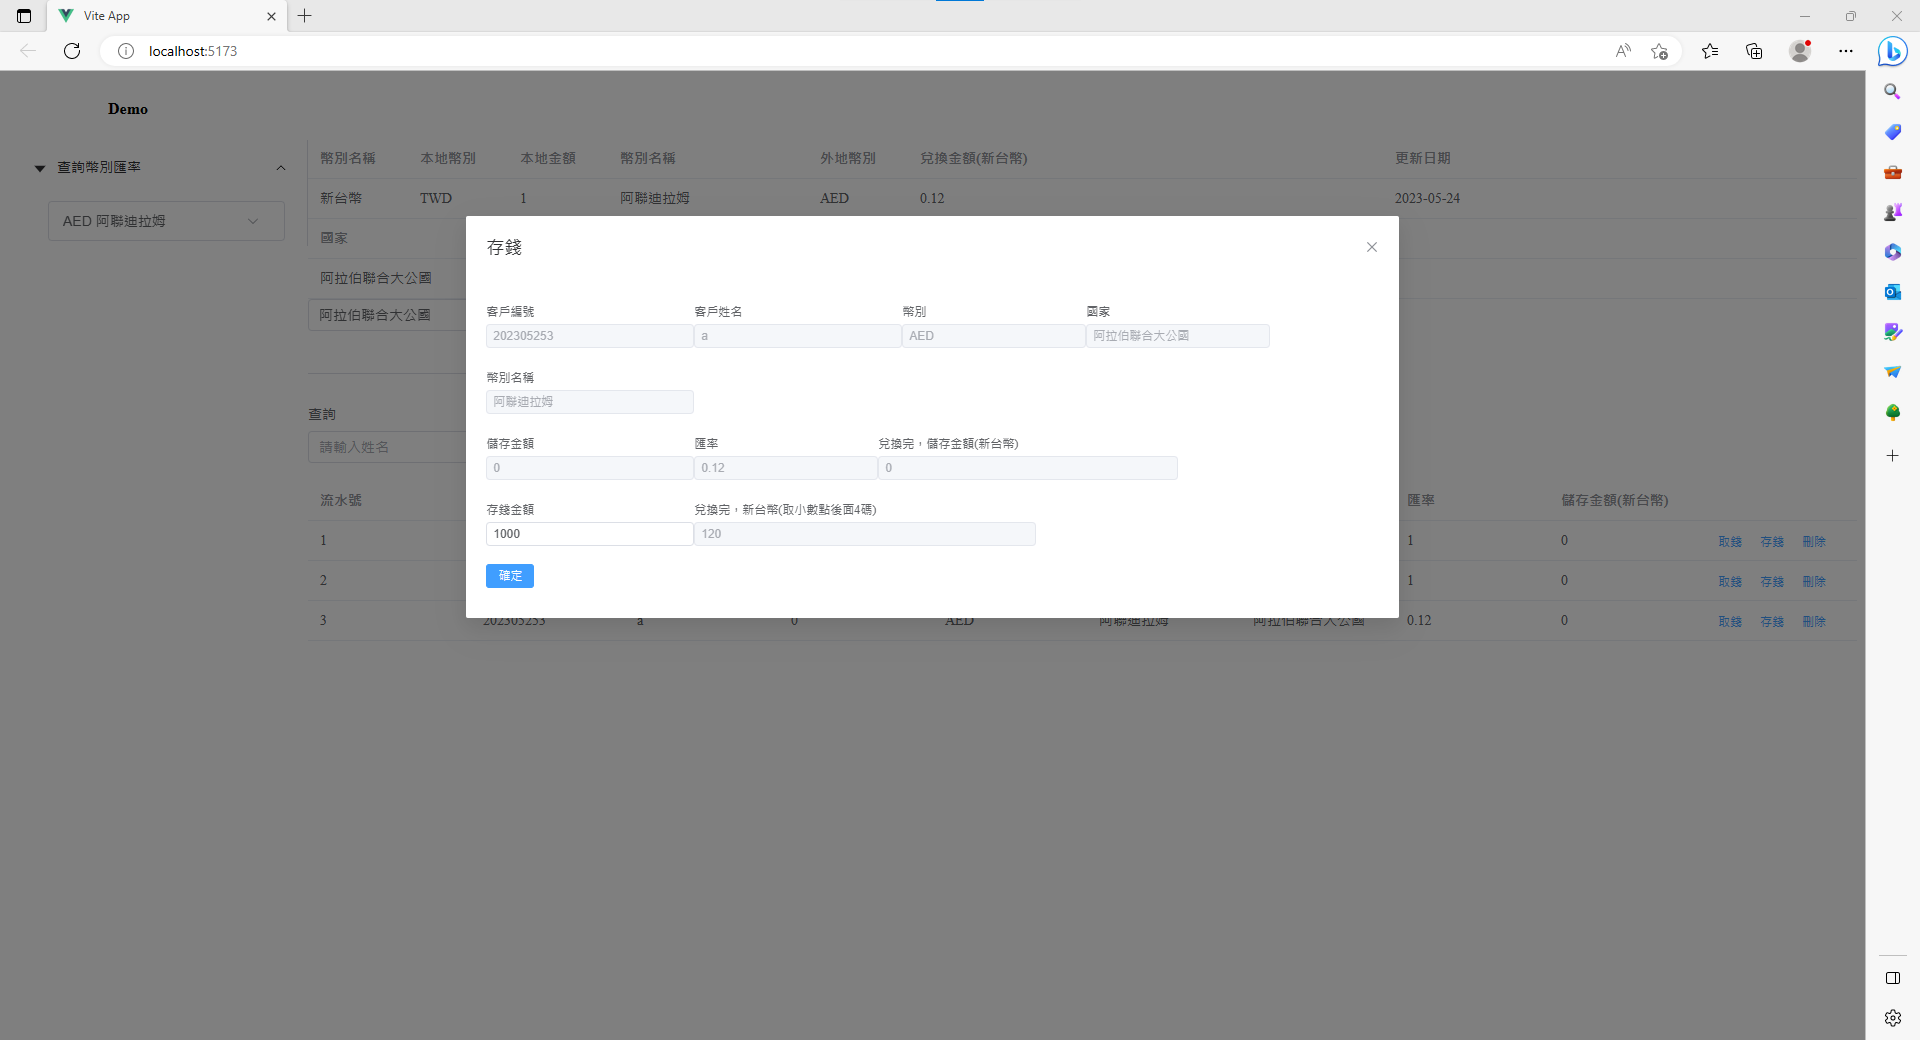 Vite App
localhost:5173
Demo
查詢幣別匯率
AED 阿聯迪拉姆
幣別名稱 本地幣別 本地金額 幣別名稱 外地幣別 兌換金額(新台幣) 更新日期
新台幣 TWD 1 阿聯迪拉姆 AED 0.12 2023-05-24
國家
阿拉伯聯合大公國
阿拉伯聯合大公國
存錢
客戶編號 客戶姓名 幣別 國家
202305253 a AED 阿拉伯聯合大公國
幣別名稱
阿聯迪拉姆
儲存金額 匯率 兌換完，儲存金額(新台幣)
0 0.12 0
存錢金額 兌換完，新台幣(取小數點後面4碼)
1000 120
確定
查詢
請輸入姓名
流水號 匯率 儲存金額(新台幣)
1 1 0 取錢 存錢 刪除
2 1 0 取錢 存錢 刪除
3 202305253 a 0 AED 阿聯迪拉姆 阿拉伯聯合大公國 0.12 0 取錢 存錢 刪除